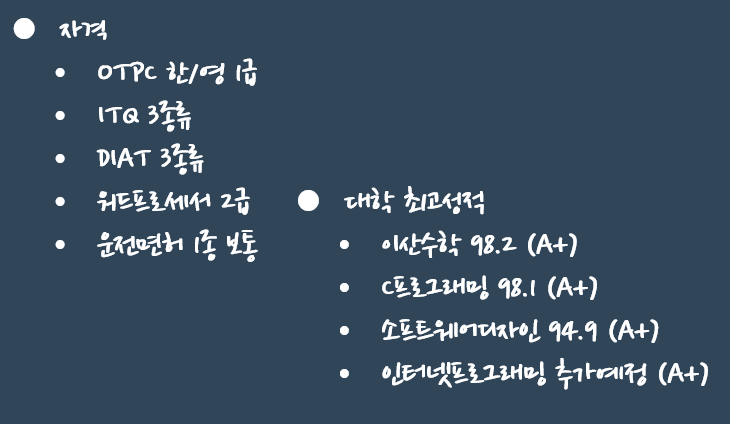 자격
OTPC 한/영 1급
ITQ 3종류
DIAT 3종류
워드프로세서 2급
운전면허 1종 보통
대학 최고성적
이산수학 98.2 (A+)
C프로그래밍 98.1 (A+)
소프트웨어디자인 94.9 (A+)
인터넷프로그래밍 추가예정 (A+)